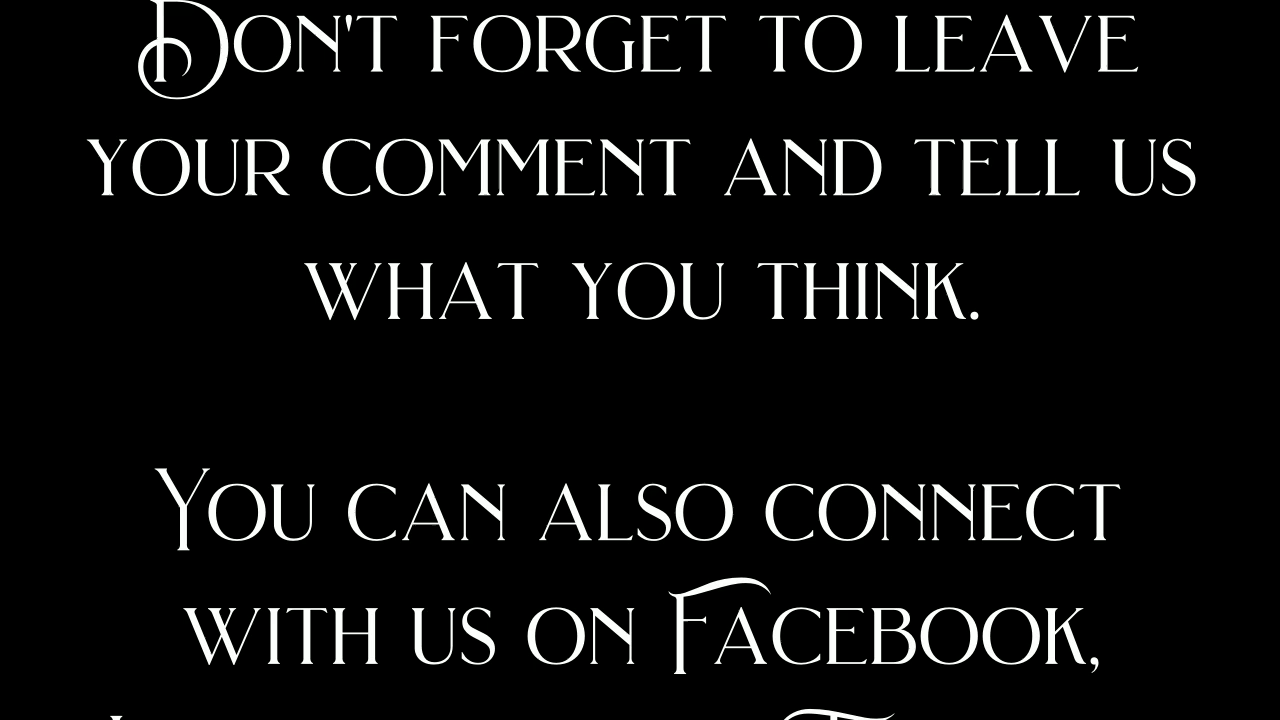 Don't forget to leave
your comment and tell us
what you think.
You can also connect
with us on Facebook,